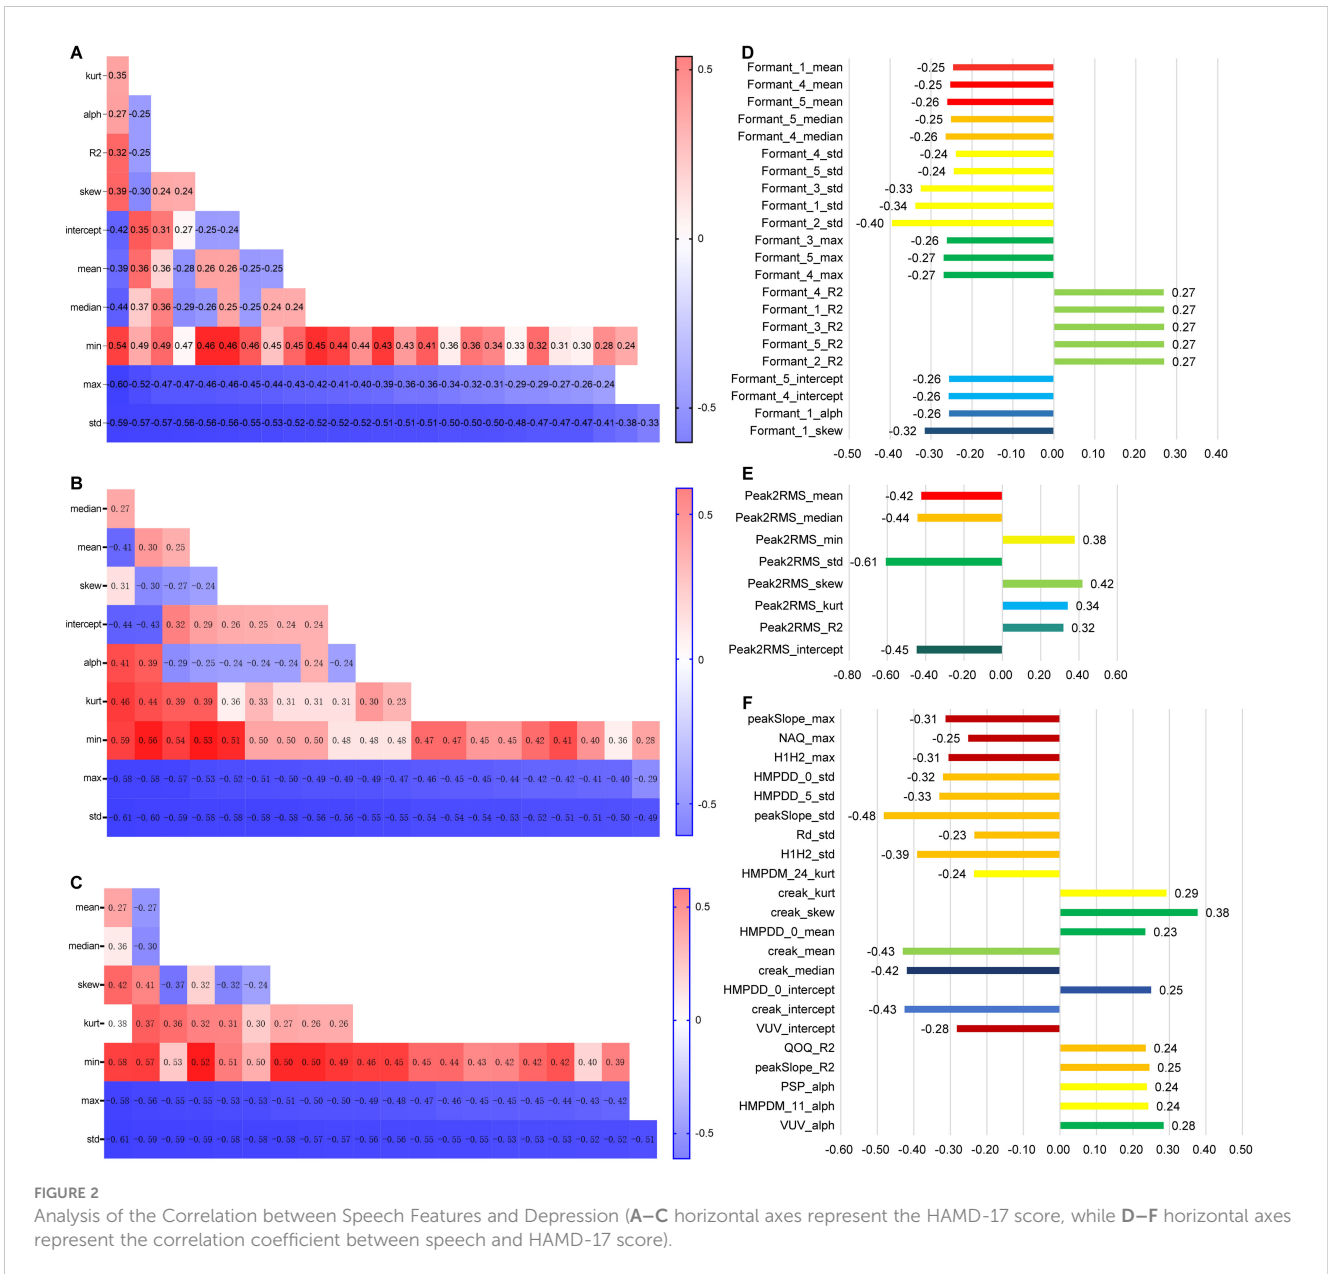 A
kurt 0.35
alph 0.27 -0.25
R2 0.32 -0.25
skew 0.39 -0.30 0.24 0.24
intercept -0.42 0.35 0.31 0.27 -0.25 -0.24
mean -0.39 0.36 0.36 -0.28 0.26 0.26 -0.25 -0.25
median -0.44 0.37 0.36 -0.29 -0.26 0.25 -0.25 0.24 0.24
min 0.54 0.49 0.49 0.47 0.46 0.46 0.46 0.45 0.45 0.45 0.44 0.44 0.43 0.43 0.41 0.36 0.36 0.34 0.33 0.32 0.31 0.30 0.28 0.24
max -0.60 -0.52 -0.47 -0.47 -0.46 -0.46 -0.45 -0.44 -0.43 -0.42 -0.41 -0.40 -0.39 -0.36 -0.36 -0.34 -0.32 -0.31 -0.29 -0.29 -0.27 -0.26 -0.24
std -0.59 -0.57 -0.57 -0.56 -0.56 -0.56 -0.55 -0.53 -0.52 -0.52 -0.52 -0.52 -0.51 -0.51 -0.51 -0.50 -0.50 -0.50 -0.48 -0.47 -0.47 -0.47 -0.41 -0.38 -0.33
0.5
0
-0.5
B
median 0.27
mean -0.41 0.30 0.25
skew 0.31 -0.30 -0.27 -0.24
intercept -0.44 -0.43 0.32 0.29 0.26 0.25 0.24 0.24
alph 0.41 0.39 -0.29 -0.25 -0.24 -0.24 -0.24 0.24 -0.24
kurt 0.46 0.44 0.39 0.39 0.36 0.33 0.31 0.31 0.31 0.30 0.23
min 0.59 0.56 0.54 0.53 0.51 0.50 0.50 0.50 0.48 0.48 0.48 0.47 0.47 0.45 0.45 0.42 0.41 0.40 0.36 0.28
max -0.58 -0.58 -0.57 -0.53 -0.52 -0.51 -0.50 -0.49 -0.49 -0.49 -0.47 -0.46 -0.45 -0.45 -0.44 -0.42 -0.42 -0.41 -0.40 -0.29
std -0.61 -0.60 -0.59 -0.58 -0.58 -0.58 -0.58 -0.56 -0.56 -0.55 -0.55 -0.54 -0.54 -0.54 -0.53 -0.52 -0.51 -0.51 -0.50 -0.49
0.5
0
-0.5
C
mean 0.27 -0.27
median 0.36 -0.30
skew 0.42 0.41 -0.37 0.32 -0.32 -0.24
kurt 0.38 0.37 0.36 0.32 0.31 0.30 0.27 0.26 0.26
min 0.58 0.57 0.53 0.52 0.51 0.50 0.50 0.50 0.49 0.46 0.45 0.45 0.44 0.43 0.42 0.42 0.42 0.40 0.39
max -0.58 -0.56 -0.55 -0.55 -0.53 -0.53 -0.51 -0.50 -0.50 -0.49 -0.48 -0.47 -0.46 -0.45 -0.45 -0.45 -0.44 -0.43 -0.42
std -0.61 -0.59 -0.59 -0.59 -0.58 -0.58 -0.58 -0.57 -0.57 -0.56 -0.56 -0.55 -0.55 -0.55 -0.53 -0.53 -0.53 -0.52 -0.52 -0.51
0.5
0
-0.5
D
Formant_1_mean -0.25
Formant_4_mean -0.25
Formant_5_mean -0.26
Formant_5_median -0.25
Formant_4_median -0.26
Formant_4_std -0.24
Formant_5_std -0.24
Formant_3_std -0.33
Formant_1_std -0.34
Formant_2_std -0.40
Formant_3_max -0.26
Formant_5_max -0.27
Formant_4_max -0.27
Formant_4_R2 0.27
Formant_1_R2 0.27
Formant_3_R2 0.27
Formant_5_R2 0.27
Formant_2_R2 0.27
Formant_5_intercept -0.26
Formant_4_intercept -0.26
Formant_1_alph -0.26
Formant_1_skew -0.32
-0.50 -0.40 -0.30 -0.20 -0.10 0.00 0.10 0.20 0.30 0.40
E
Peak2RMS_mean -0.42
Peak2RMS_median -0.44
Peak2RMS_min 0.38
Peak2RMS_std -0.61
Peak2RMS_skew 0.42
Peak2RMS_kurt 0.34
Peak2RMS_R2 0.32
Peak2RMS_intercept -0.45
-0.80 -0.60 -0.40 -0.20 0.00 0.20 0.40 0.60
F
peakSlope_max -0.31
NAQ_max -0.25
H1H2_max -0.31
HMPDD_0_std -0.32
HMPDD_5_std -0.33
peakSlope_std -0.48
Rd_std -0.23
H1H2_std -0.39
HMPDM_24_kurt -0.24
creak_kurt 0.29
creak_skew 0.38
HMPDD_0_mean 0.23
creak_mean -0.43
creak_median -0.42
HMPDD_0_intercept 0.25
creak_intercept -0.43
VUV_intercept -0.28
QOQ_R2 0.24
peakSlope_R2 0.25
PSP_alph 0.24
HMPDM_11_alph 0.24
VUV_alph 0.28
-0.60 -0.50 -0.40 -0.30 -0.20 -0.10 0.00 0.10 0.20 0.30 0.40 0.50
FIGURE 2
Analysis of the Correlation between Speech Features and Depression (A–C horizontal axes represent the HAMD-17 score, while D–F horizontal axes
represent the correlation coefficient between speech and HAMD-17 score).